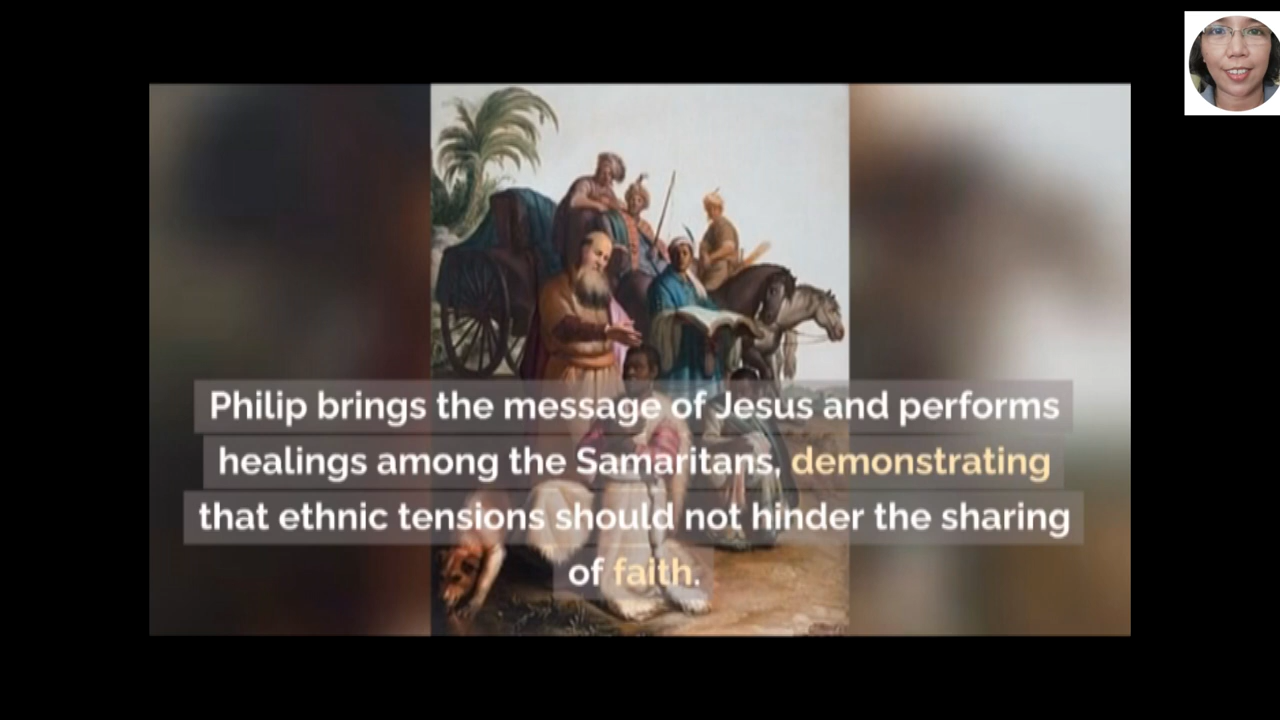 Philip brings the message of Jesus and performs
healings among the Samaritans, demonstrating
that ethnic tensions should not hinder the sharing
of faith.